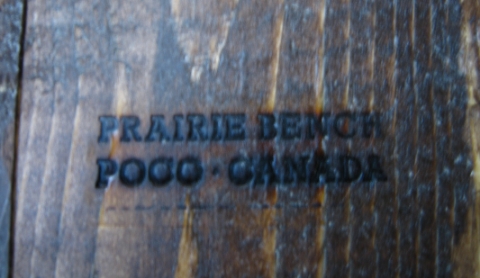 PRAIRIE BENCH
POCO · CANADA